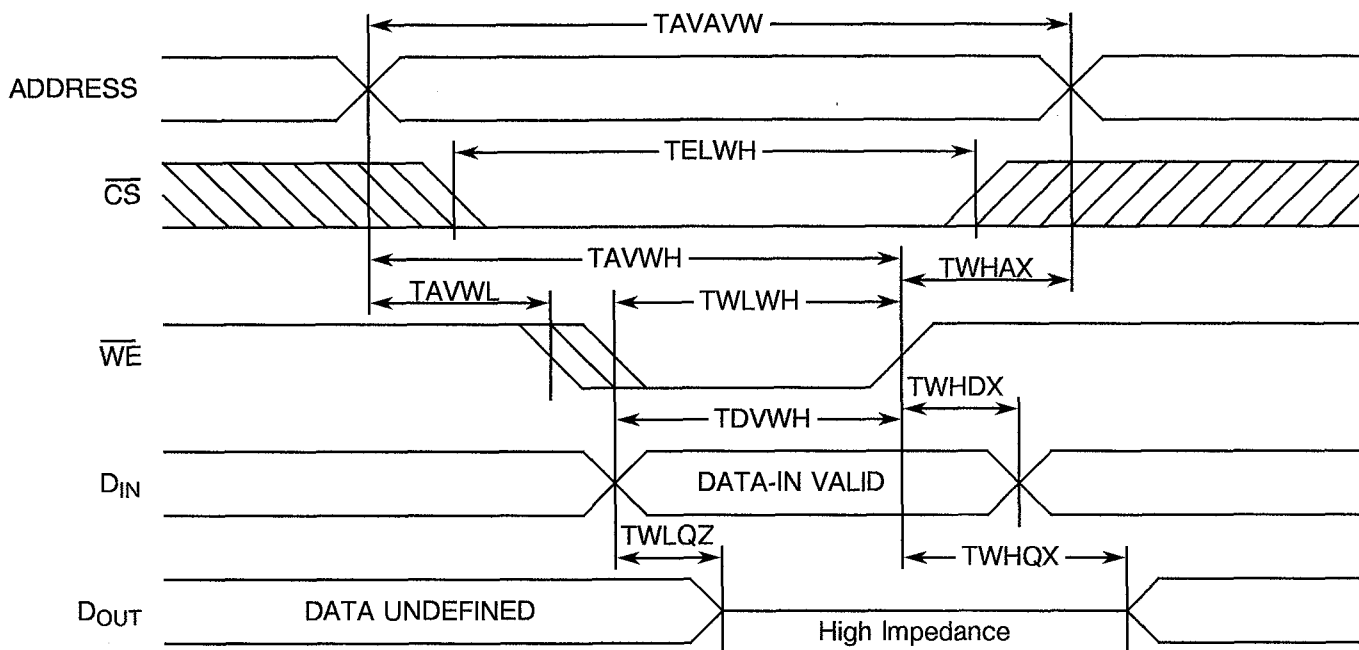 TAVAVW
ADDRESS
TELWH
CS
TAVWH
TWHAX
TAVWL
TWLWH
WE
TWHDX
TDVWH
DIN
DATA-IN VALID
TWLQZ
TWHQX
DOUT
DATA UNDEFINED
High Impedance